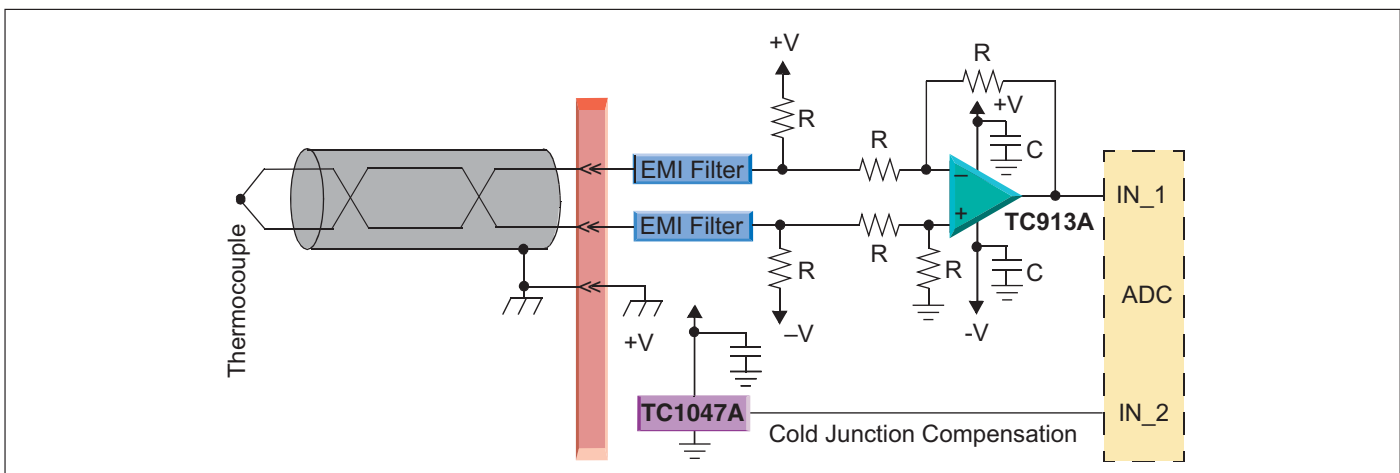 +V
R
R
+V
R
C
EMI Filter
IN_1
EMI Filter
TC913A
R
R
R
C
ADC
Thermocouple
+V
–V
-V
TC1047A
IN_2
Cold Junction Compensation
–
+